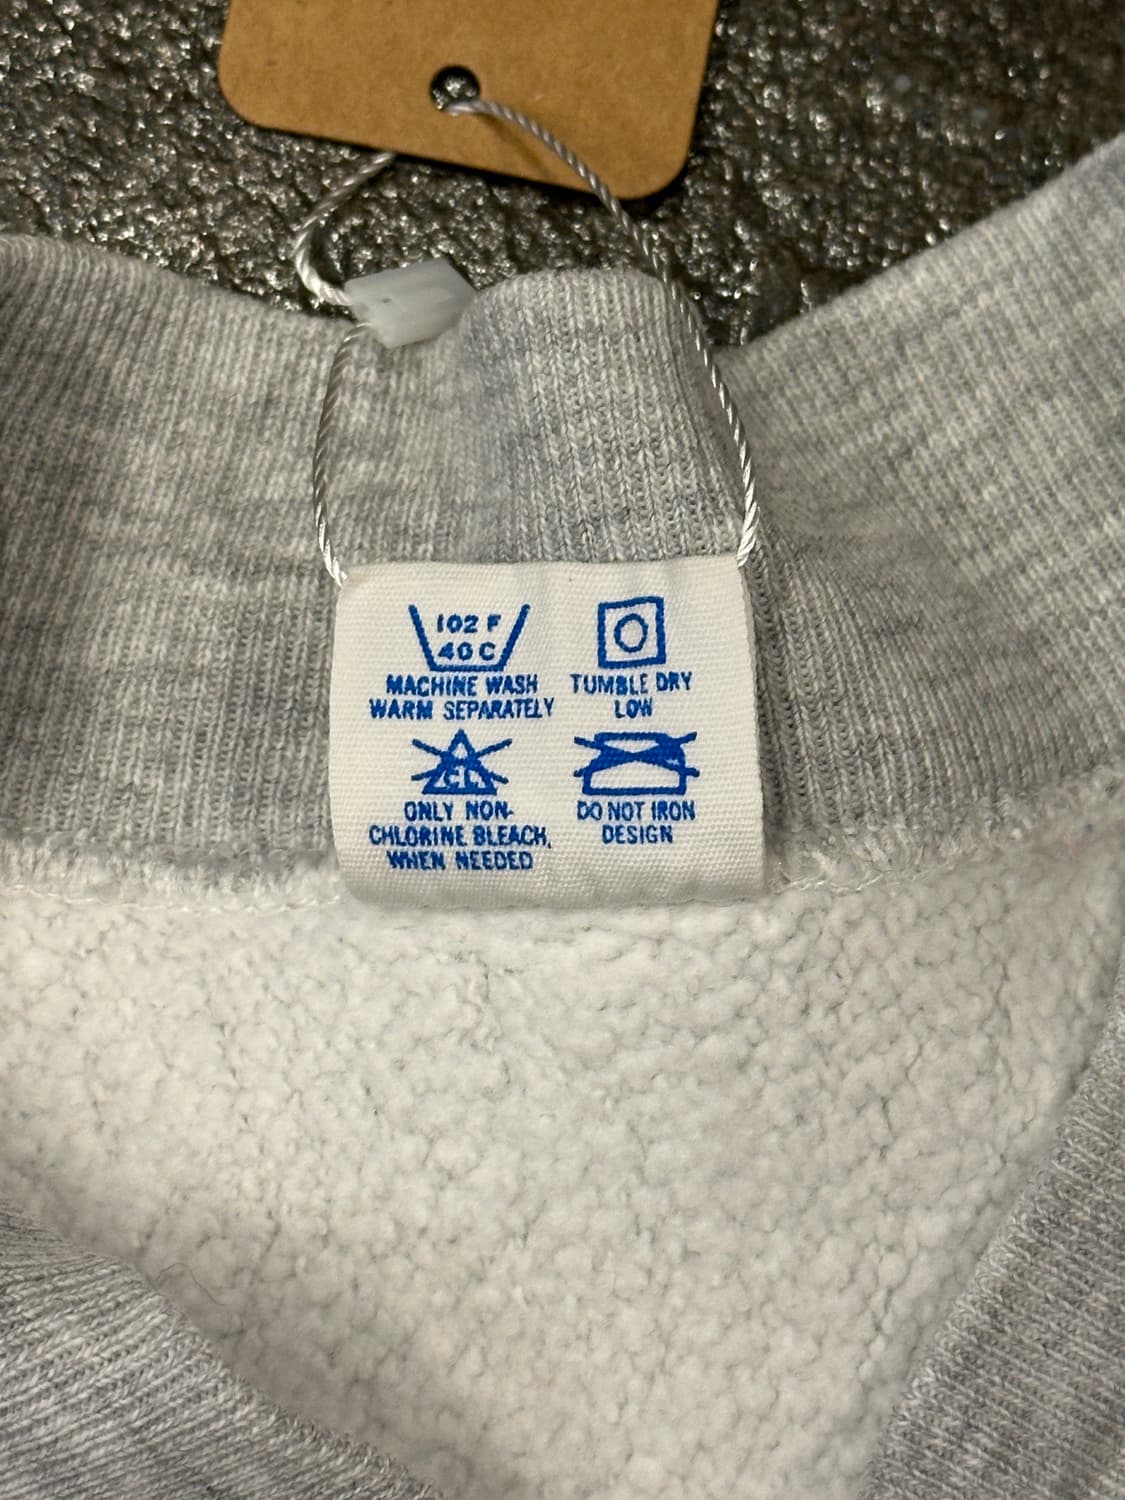 102 F
40 C
MACHINE WASH
WARM SEPARATELY
TUMBLE DRY
LOW
CL
ONLY NON-
CHLORINE BLEACH,
WHEN NEEDED
DO NOT IRON
DESIGN